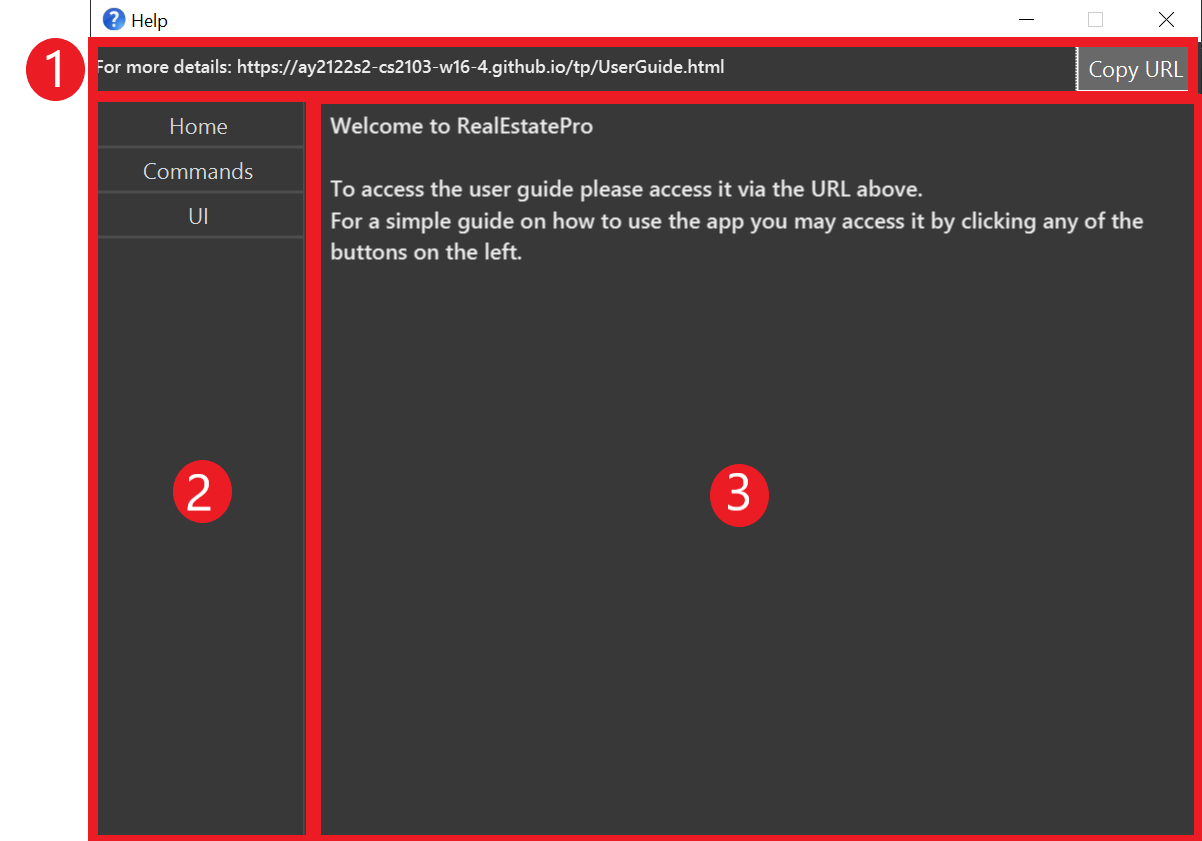 Help
1
For more details: https://ay2122s2-cs2103-w16-4.github.io/tp/UserGuide.html
Copy URL
Home
Commands
UI
2
Welcome to RealEstatePro
To access the user guide please access it via the URL above.
For a simple guide on how to use the app you may access it by clicking any of the
buttons on the left.
3